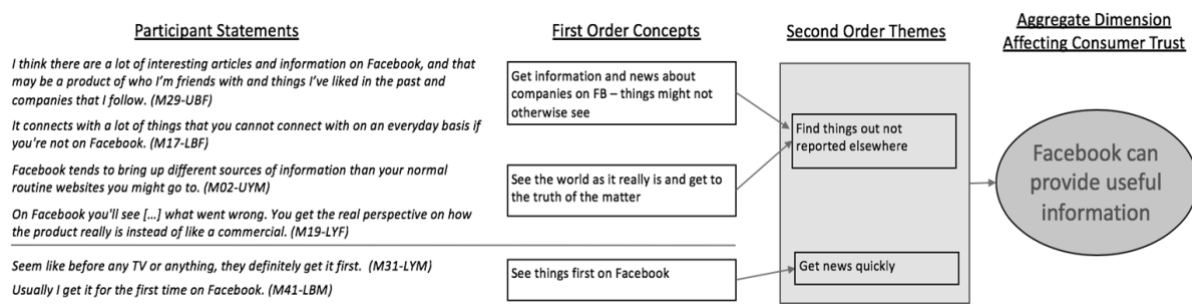 Participant Statements
First Order Concepts
Second Order Themes
Aggregate Dimension
Affecting Consumer Trust
I think there are a lot of interesting articles and information on Facebook, and that
may be a product of who I'm friends with and things I've liked in the past and
companies that I follow. (M29-UBF)
It connects with a lot of things that you cannot connect with on an everyday basis if
you're not on Facebook. (M17-LBF)
Facebook tends to bring up different sources of information than your normal
routine websites you might go to. (M02-UYM)
On Facebook you'll see [...] what went wrong. You get the real perspective on how
the product really is instead of like a commercial. (M19-LYF)
Seem like before any TV or anything, they definitely get it first. (M31-LYM)
Usually I get it for the first time on Facebook. (M41-LBM)
Get information and news about
companies on FB – things might not
otherwise see
See the world as it really is and get to
the truth of the matter
See things first on Facebook
Find things out not
reported elsewhere
Get news quickly
Facebook can
provide useful
information